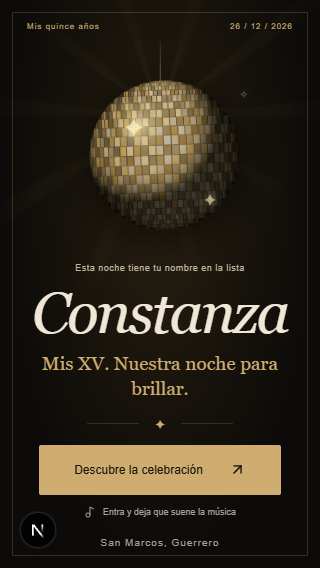 Mis quince años
26 / 12 / 2026
Esta noche tiene tu nombre en la lista
Constanza
Mis XV. Nuestra noche para
brillar.
Descubre la celebración
Entra y deja que suene la música
N
San Marcos, Guerrero